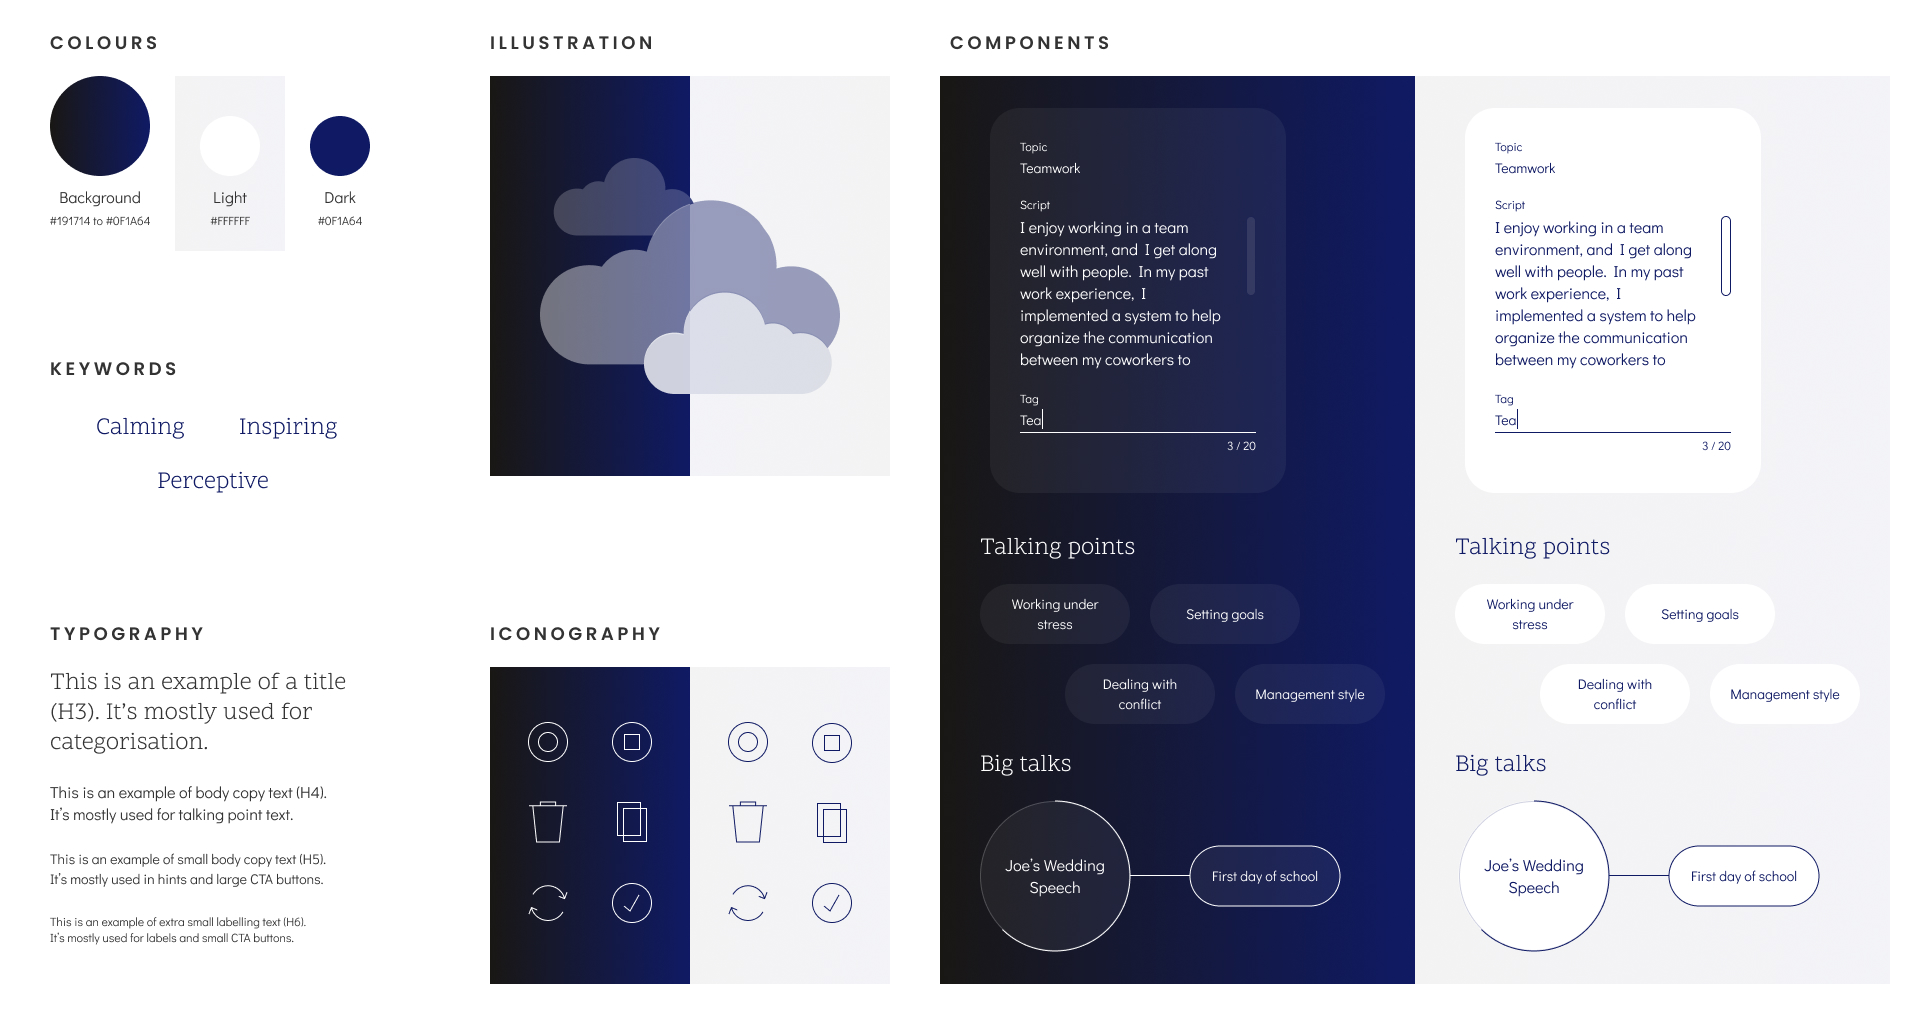 COLOURS
Background
#191714 to #0F1A64
Light
#FFFFFF
Dark
#0F1A64
KEYWORDS
Calming
Inspiring
Perceptive
TYPOGRAPHY
This is an example of a title
(H3). It’s mostly used for
categorisation.
This is an example of body copy text (H4).
It’s mostly used for talking point text.
This is an example of small body copy text (H5).
It’s mostly used in hints and large CTA buttons.
This is an example of extra small labelling text (H6).
It’s mostly used for labels and small CTA buttons.
ILLUSTRATION
ICONOGRAPHY
COMPONENTS
Topic
Teamwork
Script
I enjoy working in a team
environment, and  I get along
well with people.  In my past
work experience,  I
implemented a system to help
organize the communication
between my coworkers to
Tag
Tea
3 / 20
Talking points
Working under
stress
Setting goals
Dealing with
conflict
Management style
Big talks
Joe’s Wedding
Speech
First day of school
Topic
Teamwork
Script
I enjoy working in a team
environment, and  I get along
well with people.  In my past
work experience,  I
implemented a system to help
organize the communication
between my coworkers to
Tag
Tea
3 / 20
Talking points
Working under
stress
Setting goals
Dealing with
conflict
Management style
Big talks
Joe’s Wedding
Speech
First day of school